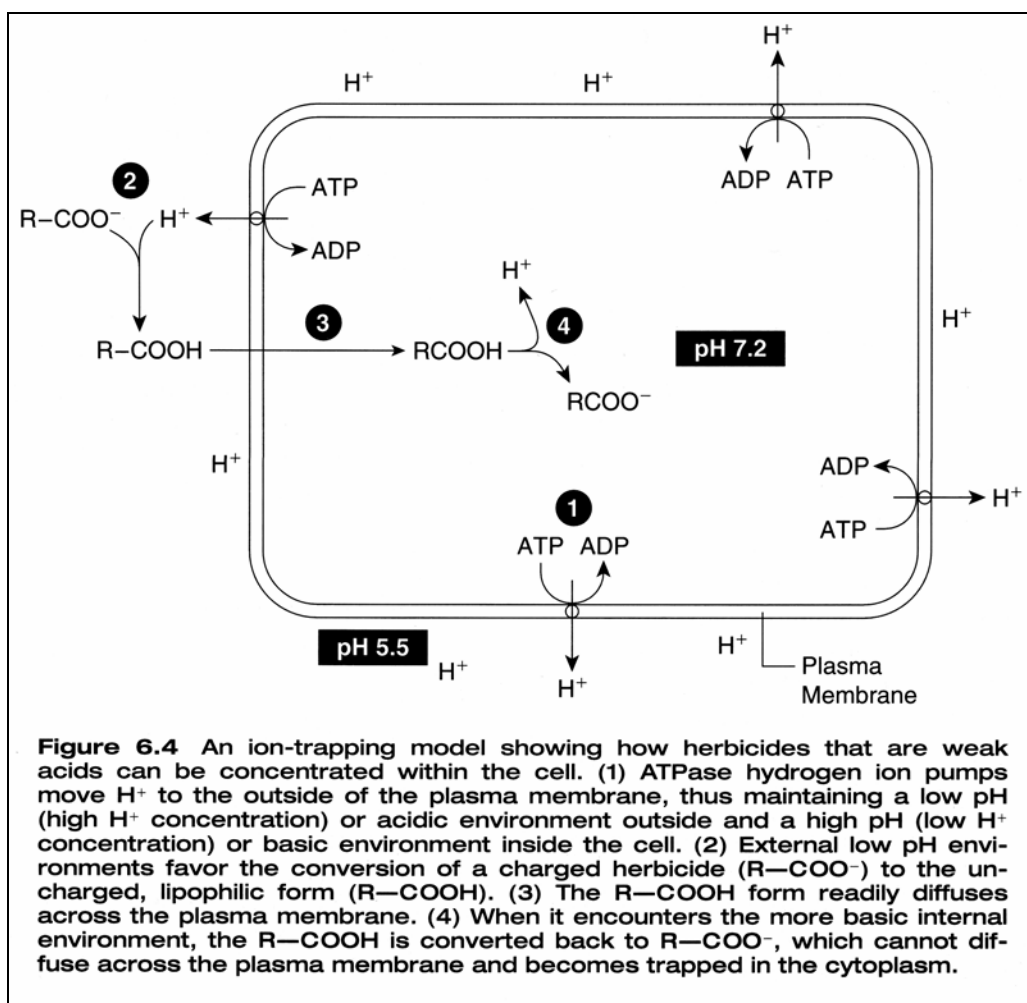 H⁺
H⁺ H⁺
ADP ATP
2 ATP
R–COO⁻ H⁺
ADP
H⁺
3 4 H⁺
R–COOH RCOOH pH 7.2
RCOO⁻
H⁺ ADP
1 H⁺
ATP ADP ATP
pH 5.5 H⁺ H⁺
H⁺ Plasma
Membrane
Figure 6.4 An ion-trapping model showing how herbicides that are weak
acids can be concentrated within the cell. (1) ATPase hydrogen ion pumps
move H⁺ to the outside of the plasma membrane, thus maintaining a low pH
(high H⁺ concentration) or acidic environment outside and a high pH (low H⁺
concentration) or basic environment inside the cell. (2) External low pH envi-
ronments favor the conversion of a charged herbicide (R—COO⁻) to the un-
charged, lipophilic form (R—COOH). (3) The R—COOH form readily diffuses
across the plasma membrane. (4) When it encounters the more basic internal
environment, the R—COOH is converted back to R—COO⁻, which cannot dif-
fuse across the plasma membrane and becomes trapped in the cytoplasm.